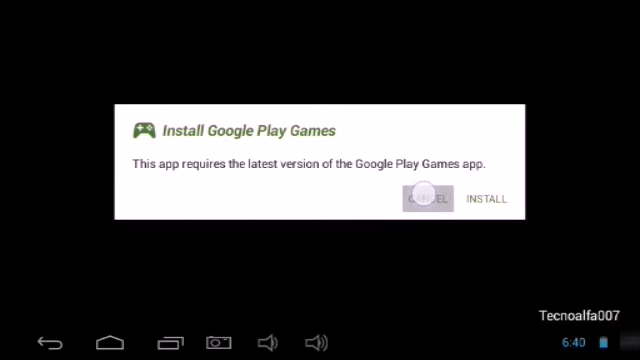 Install Google Play Games
This app requires the latest version of the Google Play Games app.
CANCEL INSTALL
Tecnoalfa007
6:40